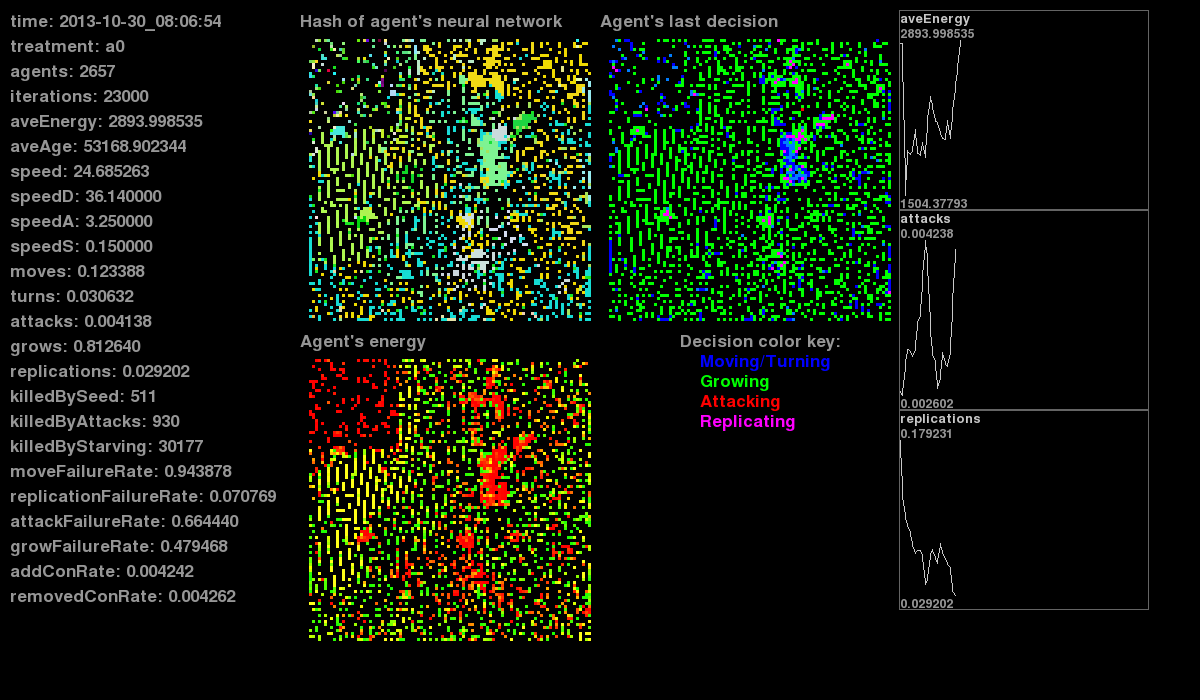 time: 2013-10-30_08:06:54
treatment: a0
agents: 2657
iterations: 23000
aveEnergy: 2893.998535
aveAge: 53168.902344
speed: 24.685263
speedD: 36.140000
speedA: 3.250000
speedS: 0.150000
moves: 0.123388
turns: 0.030632
attacks: 0.004138
grows: 0.812640
replications: 0.029202
killedBySeed: 511
killedByAttacks: 930
killedByStarving: 30177
moveFailureRate: 0.943878
replicationFailureRate: 0.070769
attackFailureRate: 0.664440
growFailureRate: 0.479468
addConRate: 0.004242
removedConRate: 0.004262
Hash of agent's neural network
Agent's last decision
Agent's energy
Decision color key:
Moving/Turning
Growing
Attacking
Replicating
aveEnergy
2893.998535
1504.37793
attacks
0.004238
0.002602
replications
0.179231
0.029202